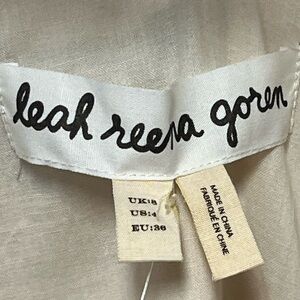 leah reena goren
UK:8
US:4
EU:36
MADE IN CHINA
FABRIQUÉ EN CHINE